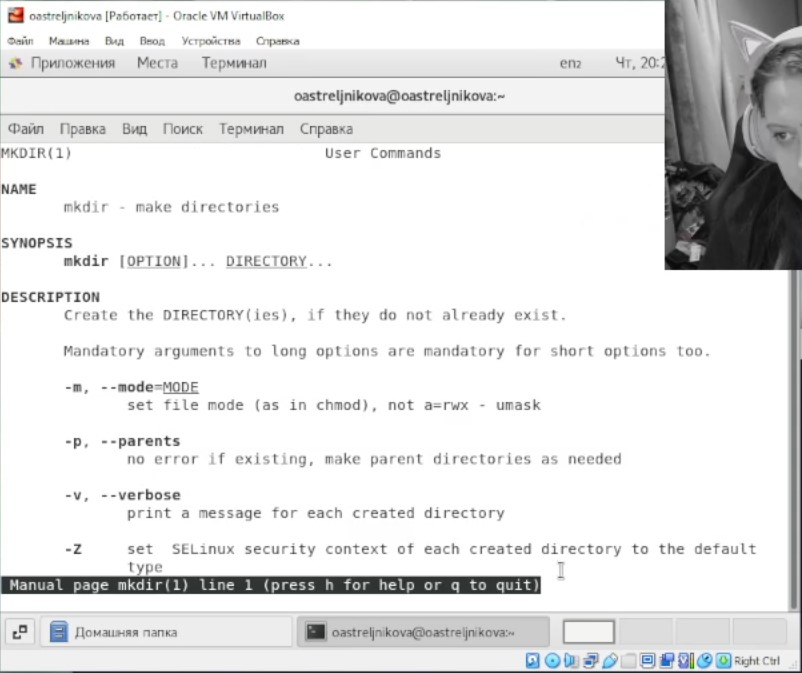 oastreljnikova [Работает] - Oracle VM VirtualBox
Файл Машина Вид Ввод Устройства Справка
Приложения Места Терминал en₂ Чт, 20:2
oastreljnikova@oastreljnikova:~
Файл Правка Вид Поиск Терминал Справка
MKDIR(1) User Commands
NAME
mkdir - make directories
SYNOPSIS
mkdir [OPTION]... DIRECTORY...
DESCRIPTION
Create the DIRECTORY(ies), if they do not already exist.
Mandatory arguments to long options are mandatory for short options too.
-m, --mode=MODE
set file mode (as in chmod), not a=rwx - umask
-p, --parents
no error if existing, make parent directories as needed
-v, --verbose
print a message for each created directory
-Z set SELinux security context of each created directory to the default
type
Manual page mkdir(1) line 1 (press h for help or q to quit)
Домашняя папка oastreljnikova@oastreljnikova:~
Right Ctrl